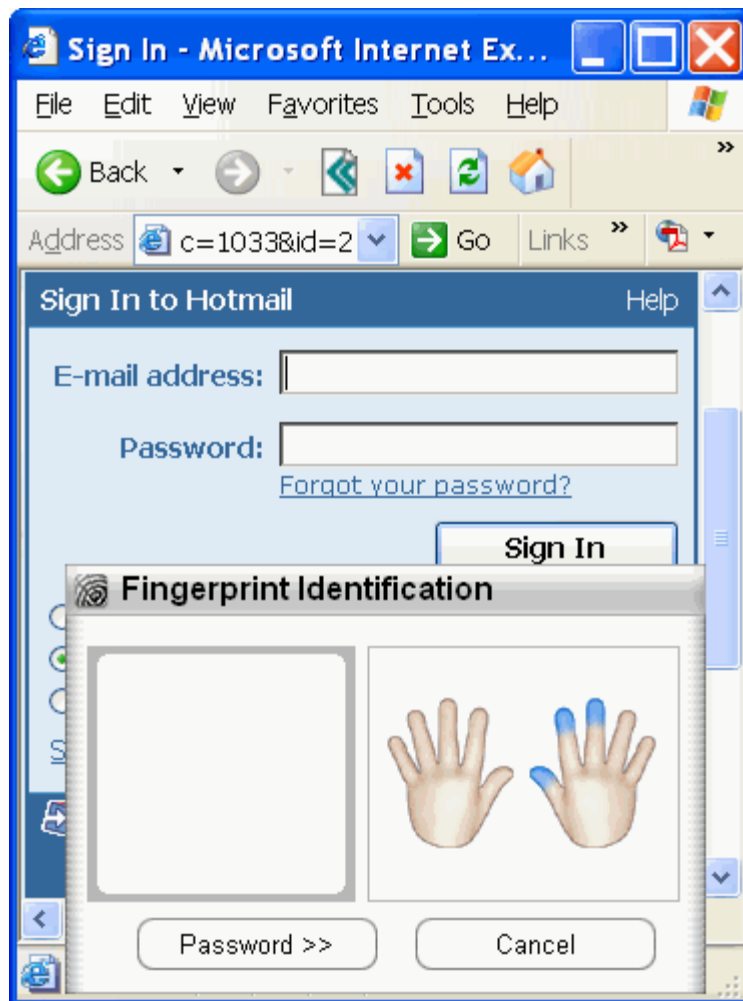 Sign In - Microsoft Internet Ex...
File Edit View Favorites Tools Help
Back »
Address c=1033&id=2 Go Links »
Sign In to Hotmail Help
E-mail address:
Password:
Forgot your password?
Sign In
Fingerprint Identification
S
Password >> Cancel